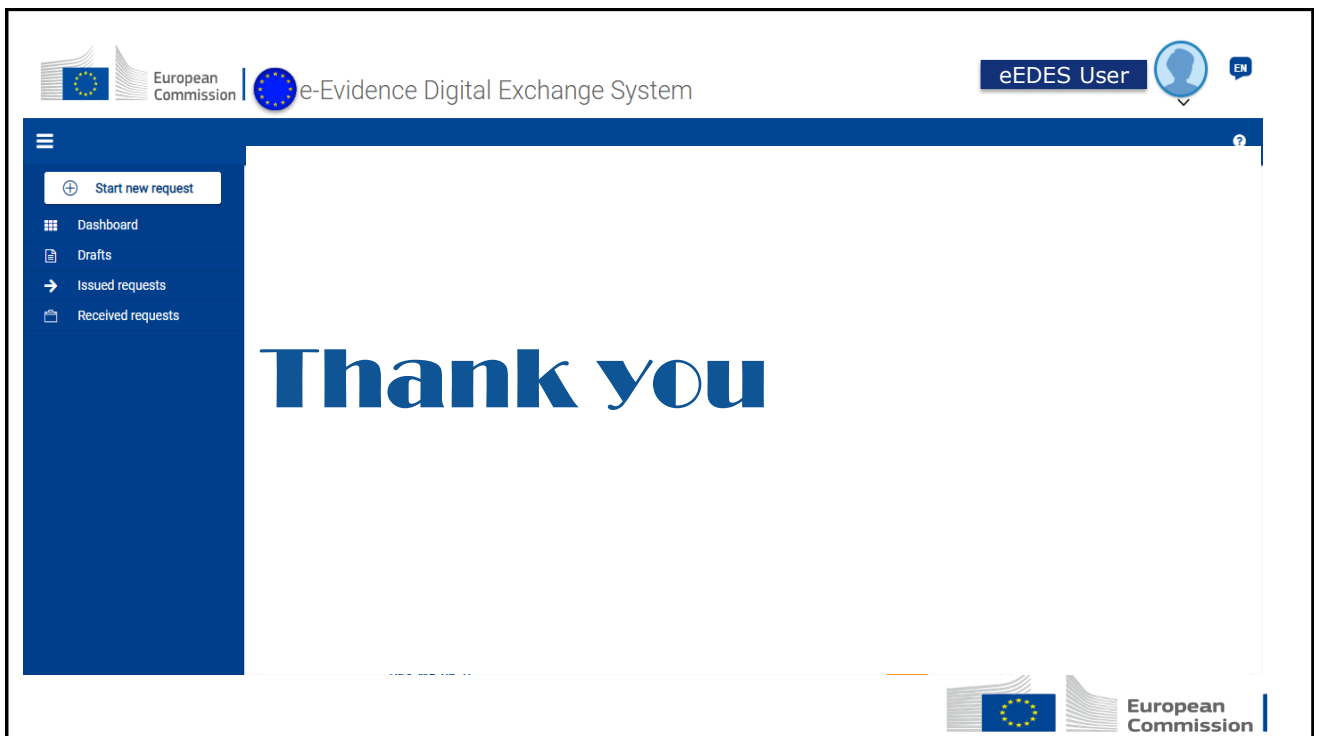 European
Commission
e-Evidence Digital Exchange System
eEDES User
EN
?
Start new request
Dashboard
Drafts
Issued requests
Received requests
Thank you
European
Commission